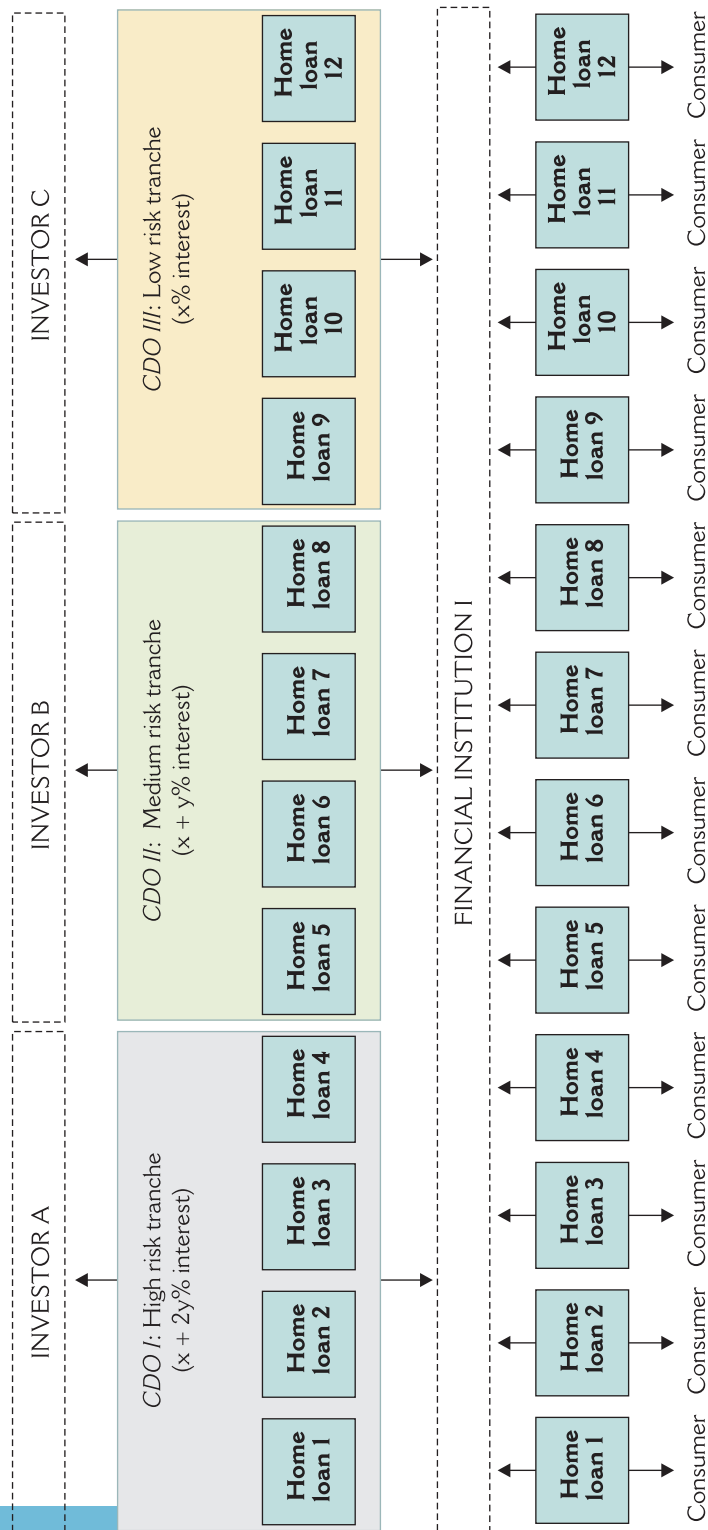 INVESTOR A
INVESTOR B
INVESTOR C
CDO I: High risk tranche
(x + 2y% interest)
CDO II:  Medium risk tranche
(x + y% interest)
CDO III: Low risk tranche
(x% interest)
Home
loan 1
Home
loan 2
Home
loan 3
Home
loan 4
Home
loan 5
Home
loan 6
Home
loan 7
Home
loan 8
Home
loan 9
Home
loan
10
Home
loan
11
Home
loan
12
FINANCIAL INSTITUTION I
Home
loan 1
Home
loan 2
Home
loan 3
Home
loan 4
Home
loan 5
Home
loan 6
Home
loan 7
Home
loan 8
Home
loan 9
Home
loan
10
Home
loan
11
Home
loan
12
Consumer
Consumer
Consumer
Consumer
Consumer
Consumer
Consumer
Consumer
Consumer
Consumer
Consumer
Consumer